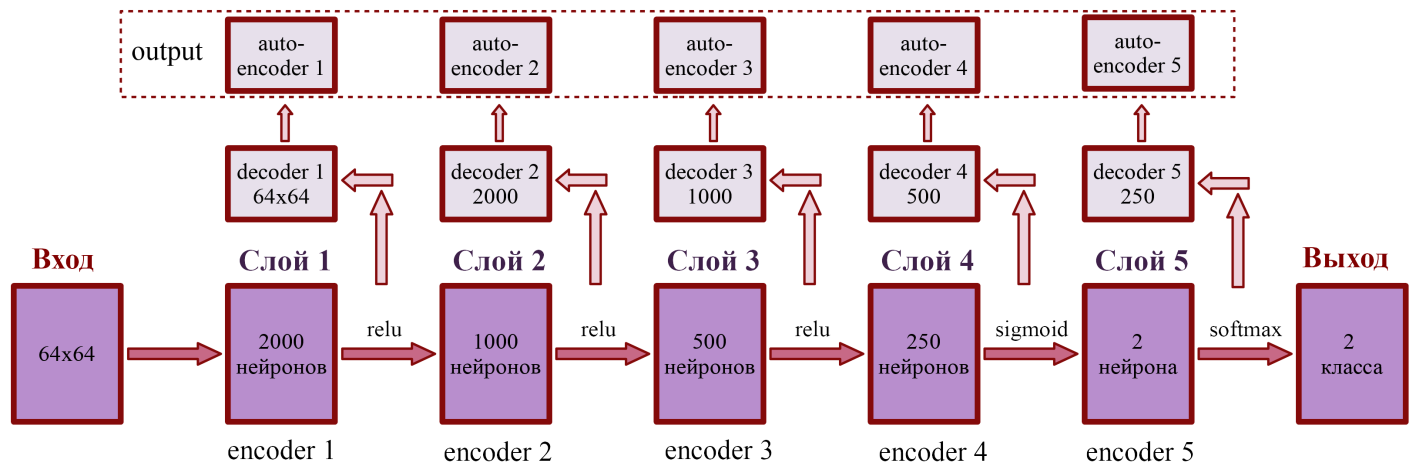 output
auto-
encoder 1
auto-
encoder 2
auto-
encoder 3
auto-
encoder 4
auto-
encoder 5
decoder 1
64x64
decoder 2
2000
decoder 3
1000
decoder 4
500
decoder 5
250
Вход
Слой 1
Слой 2
Слой 3
Слой 4
Слой 5
Выход
64x64
2000
нейронов
relu
1000
нейронов
relu
500
нейронов
relu
250
нейронов
sigmoid
2
нейрона
softmax
2
класса
encoder 1
encoder 2
encoder 3
encoder 4
encoder 5